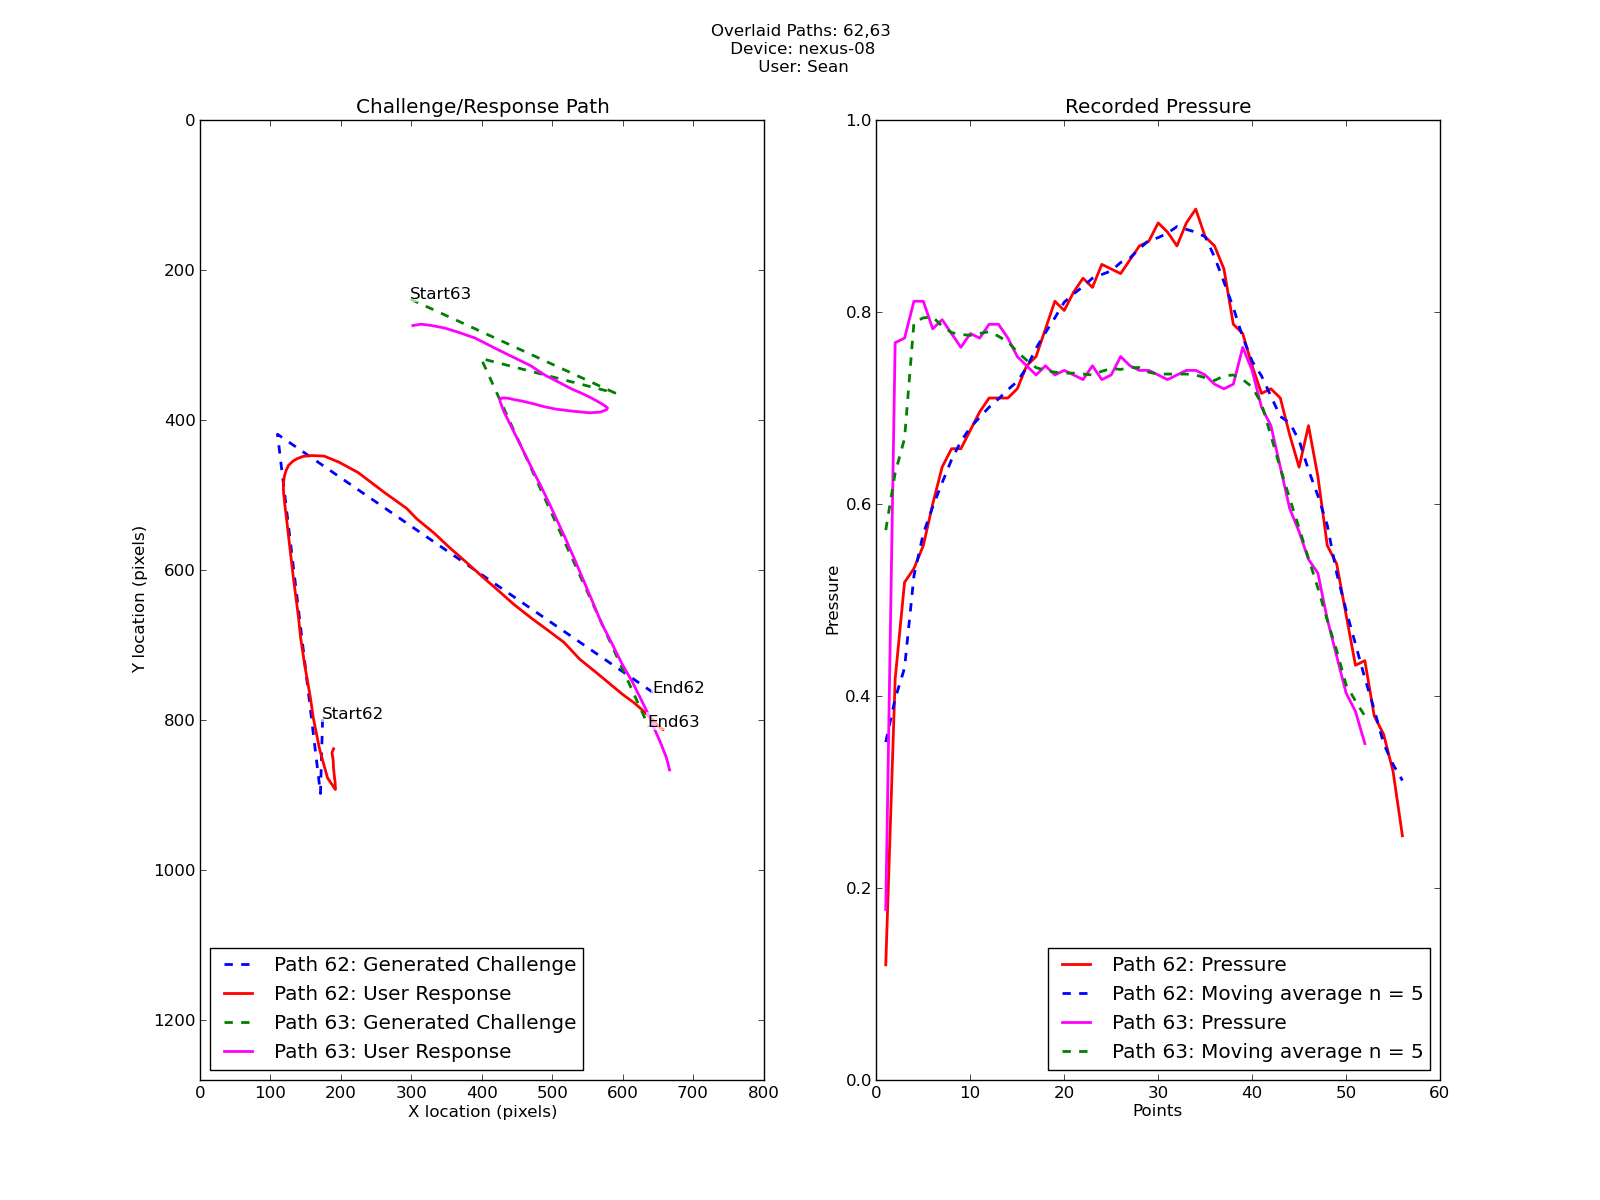 Overlaid Paths: 62,63
Device: nexus-08
User: Sean
Challenge/Response Path
0
200
400
600
800
1000
1200
Y location (pixels)
Start63
Start62
End62
End63
Path 62: Generated Challenge
Path 62: User Response
Path 63: Generated Challenge
Path 63: User Response
0 100 200 300 400 500 600 700 800
X location (pixels)
Recorded Pressure
1.0
0.8
0.6
0.4
0.2
0.0
Pressure
Path 62: Pressure
Path 62: Moving average n = 5
Path 63: Pressure
Path 63: Moving average n = 5
0 10 20 30 40 50 60
Points